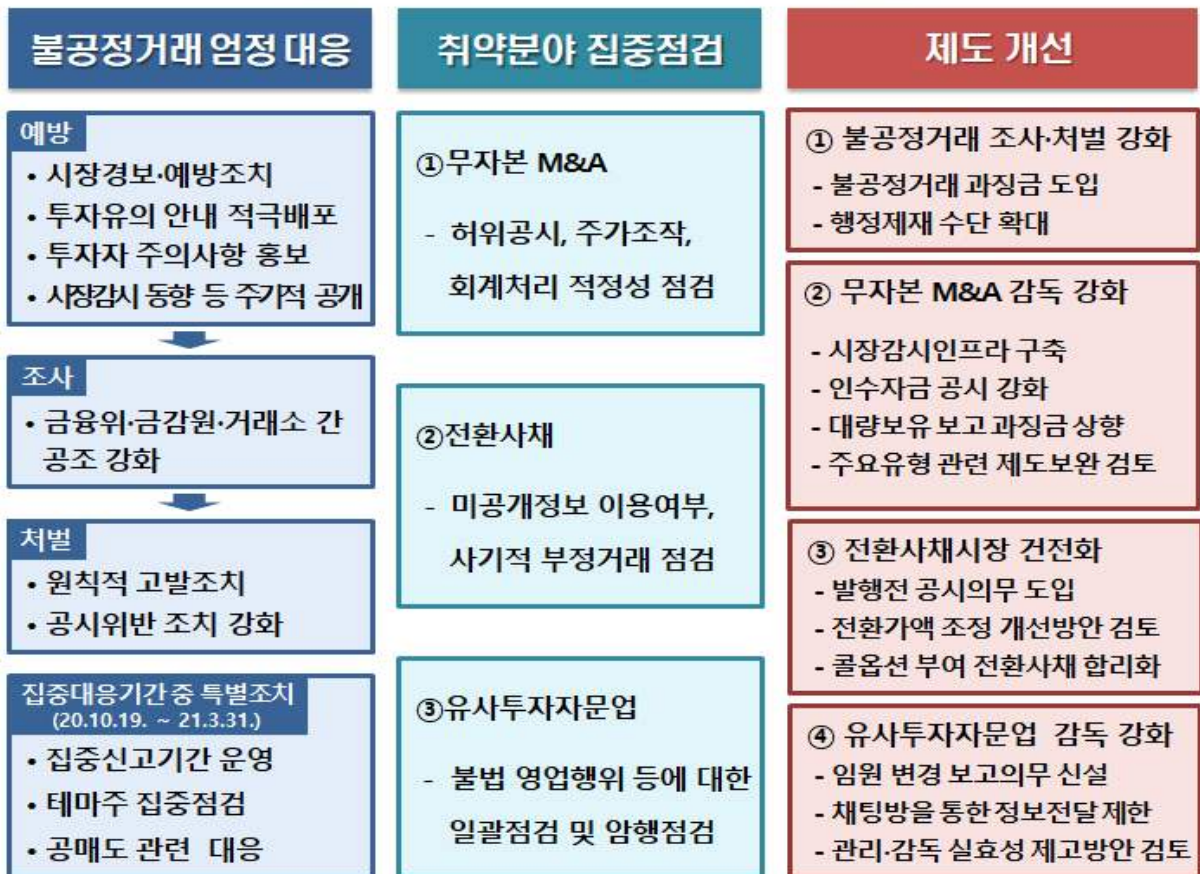 불공정거래 엄정 대응
예방
• 시장경보·예방조치
• 투자유의 안내 적극배포
• 투자자 주의사항 홍보
• 시장감시 동향 등 주기적 공개
조사
• 금융위·금감원·거래소 간
공조 강화
처벌
• 원칙적 고발조치
• 공시위반 조치 강화
집중대응기간 중 특별조치
(20.10.19. ~ 21.3.31.)
• 집중신고기간 운영
• 테마주 집중점검
• 공매도 관련 대응
취약분야 집중점검
①무자본 M&A
- 허위공시, 주가조작,
회계처리 적정성 점검
②전환사채
- 미공개정보 이용여부,
사기적 부정거래 점검
③유사투자자문업
- 불법 영업행위 등에 대한
일괄점검 및 암행점검
제도 개선
① 불공정거래 조사·처벌 강화
- 불공정거래 과징금 도입
- 행정제재 수단 확대
② 무자본 M&A 감독 강화
- 시장감시인프라 구축
- 인수자금 공시 강화
- 대량보유 보고 과징금 상향
- 주요유형 관련 제도보완 검토
③ 전환사채시장 건전화
- 발행전 공시의무 도입
- 전환가액 조정 개선방안 검토
- 콜옵션 부여 전환사채 합리화
④ 유사투자자문업 감독 강화
- 임원 변경 보고의무 신설
- 채팅방을 통한 정보전달 제한
- 관리·감독 실효성 제고방안 검토